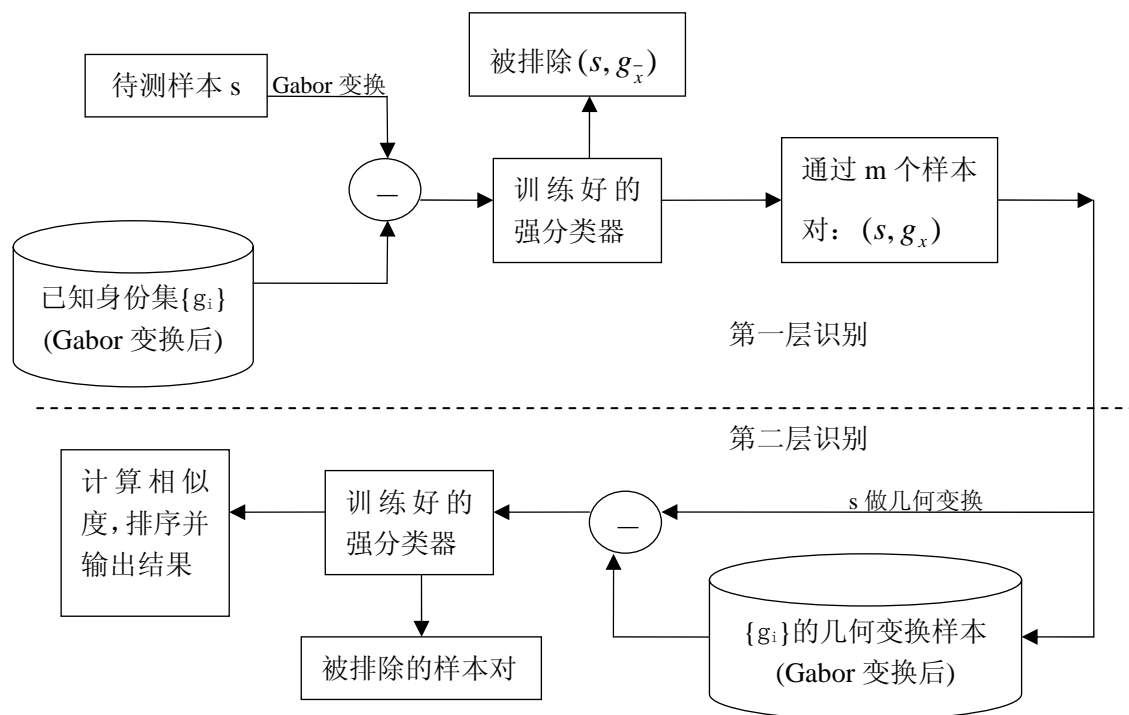 被排除(s, g_x̄)
待测样本 s
Gabor 变换
训练好的
强分类器
通过 m 个样本
对：(s, g_x)
—
已知身份集{g_i}
(Gabor 变换后)
第一层识别
第二层识别
计算相似
度，排序并
输出结果
训练好的
强分类器
—
s 做几何变换
{g_i}的几何变换样本
(Gabor 变换后)
被排除的样本对